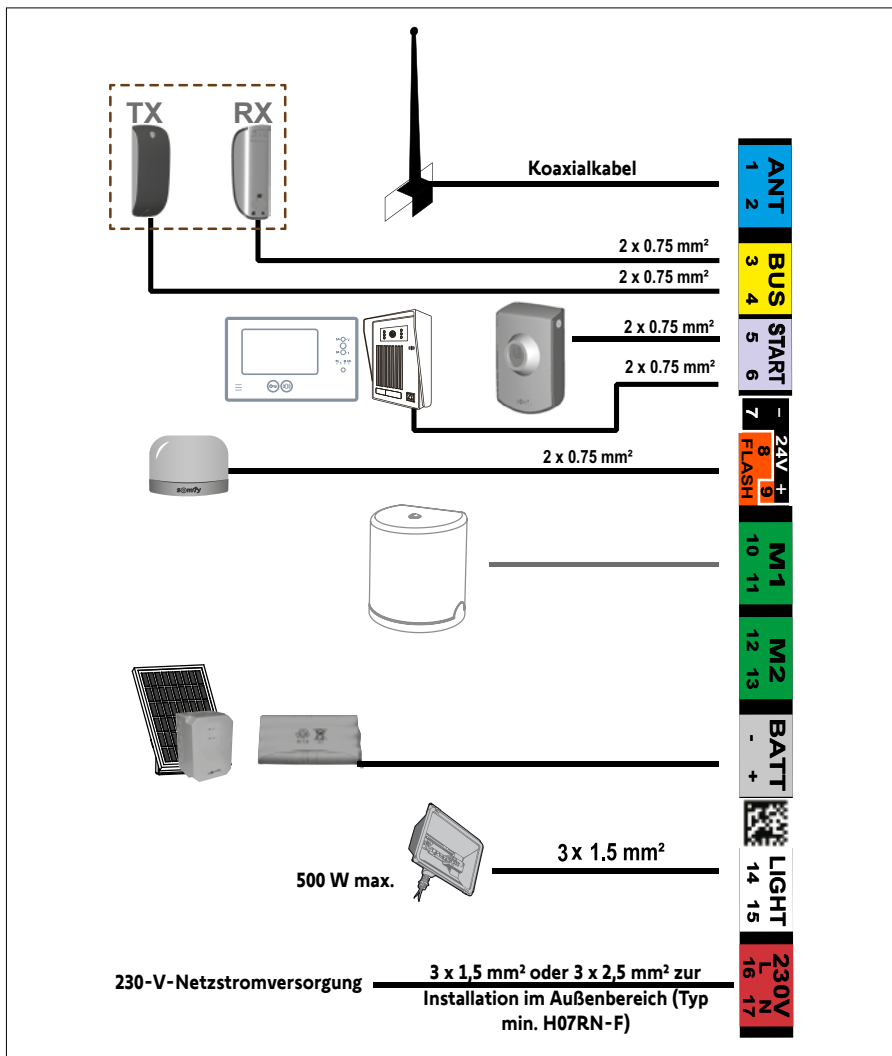 TX
RX
Koaxialkabel
ANT
1 2
2 x 0.75 mm²
2 x 0.75 mm²
BUS
3 4
2 x 0.75 mm²
2 x 0.75 mm²
START
5 6
2 x 0.75 mm²
somfy
- 24V +
7 8 9
FLASH
M1
10 11
M2
12 13
BATT
- +
500 W max.
3 x 1.5 mm²
LIGHT
14 15
230-V-Netzstromversorgung
3 x 1,5 mm² oder 3 x 2,5 mm² zur
Installation im Außenbereich (Typ
min. H07RN-F)
230V
L N
16 17